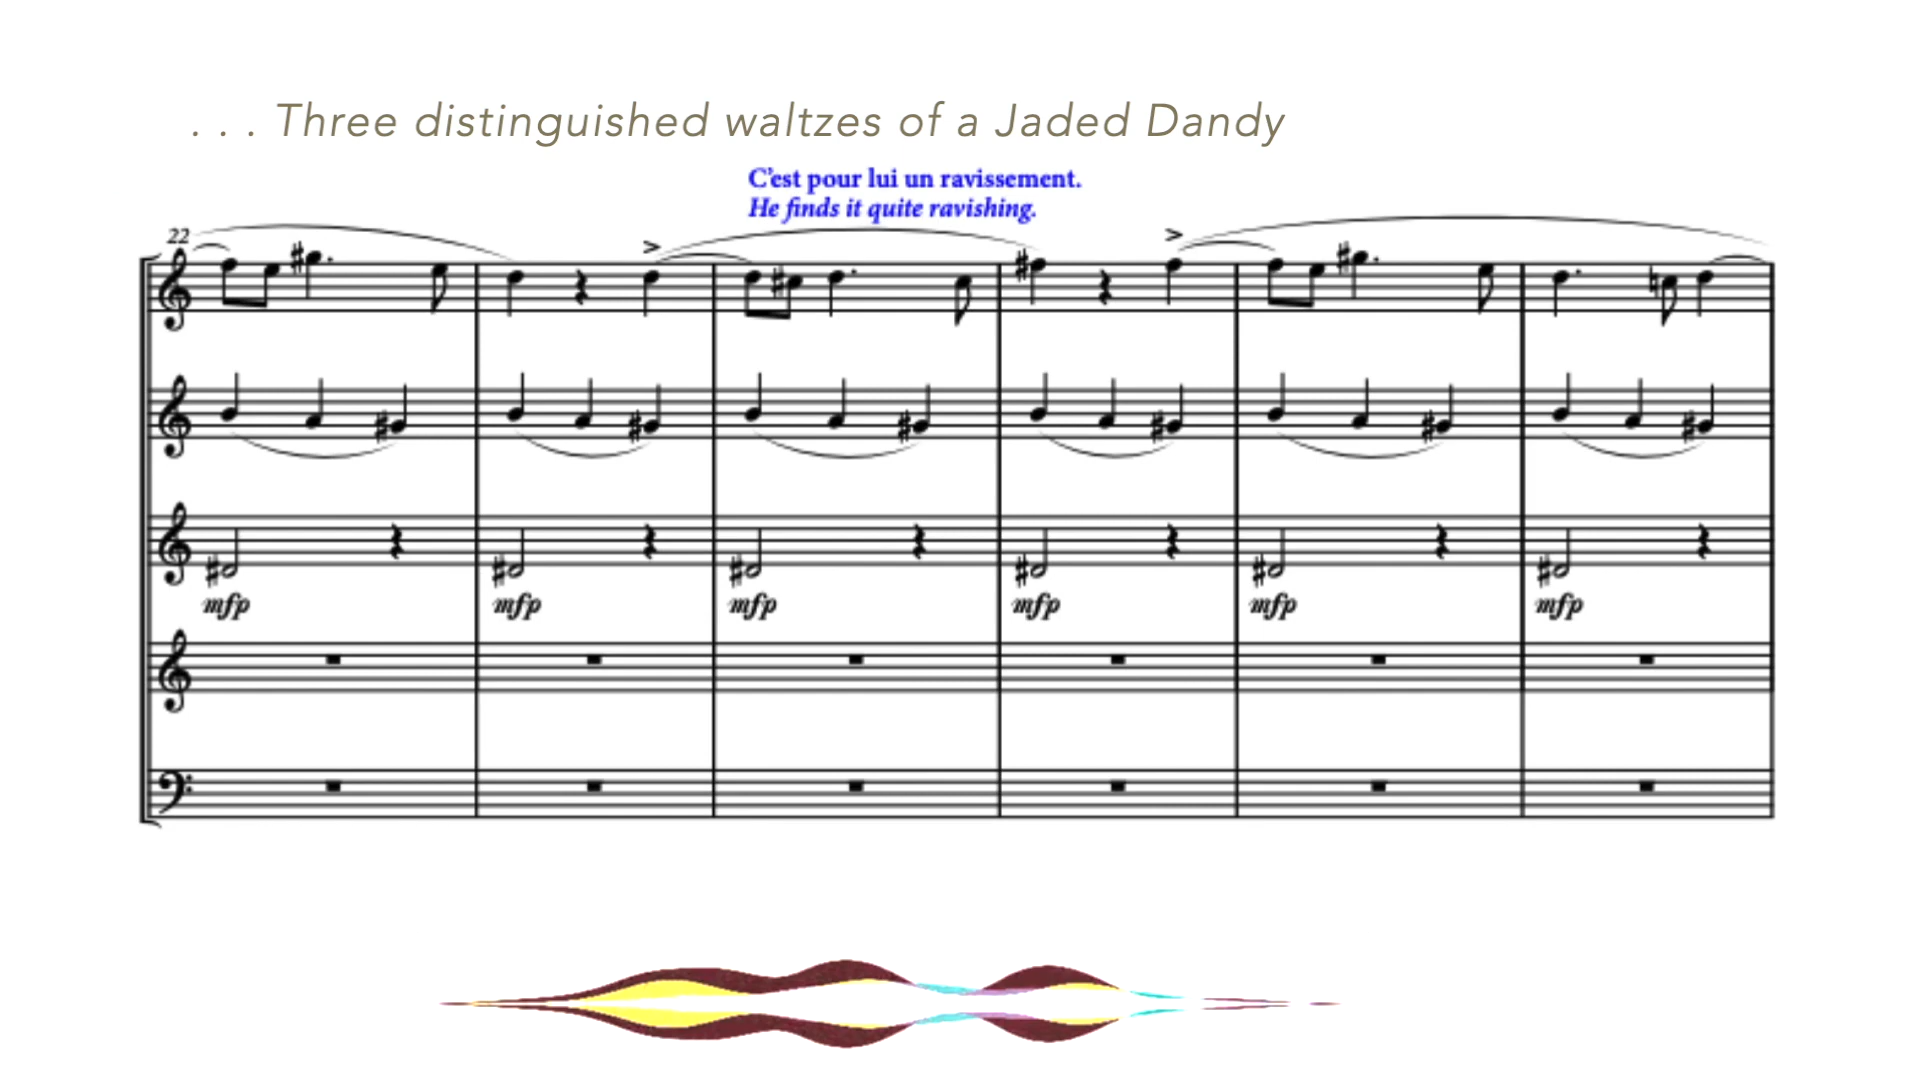 . . . Three distinguished waltzes of a Jaded Dandy
C'est pour lui un ravissement.
He finds it quite ravishing.
22
mfp mfp mfp mfp mfp mfp